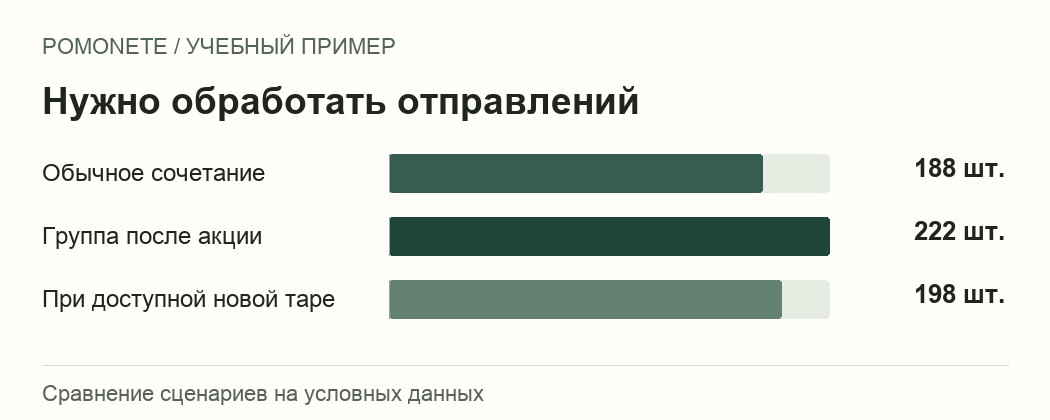 POMONETE / УЧЕБНЫЙ ПРИМЕР
Нужно обработать отправлений
Обычное сочетание 188 шт.
Группа после акции 222 шт.
При доступной новой таре 198 шт.
Сравнение сценариев на условных данных